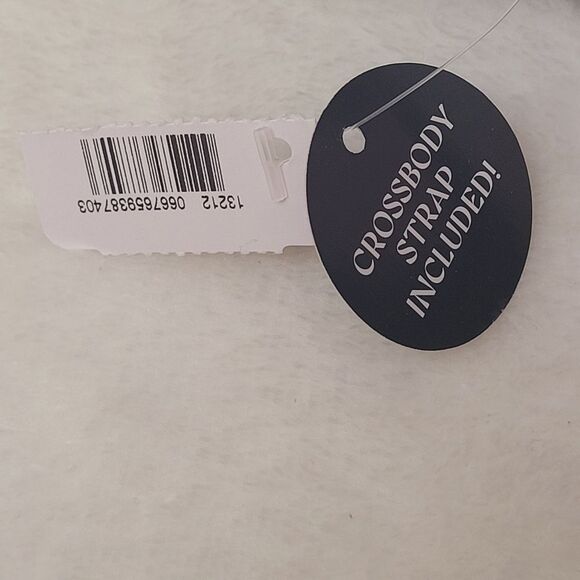 CROSSBODY
STRAP
INCLUDED!
13212 0667659387403